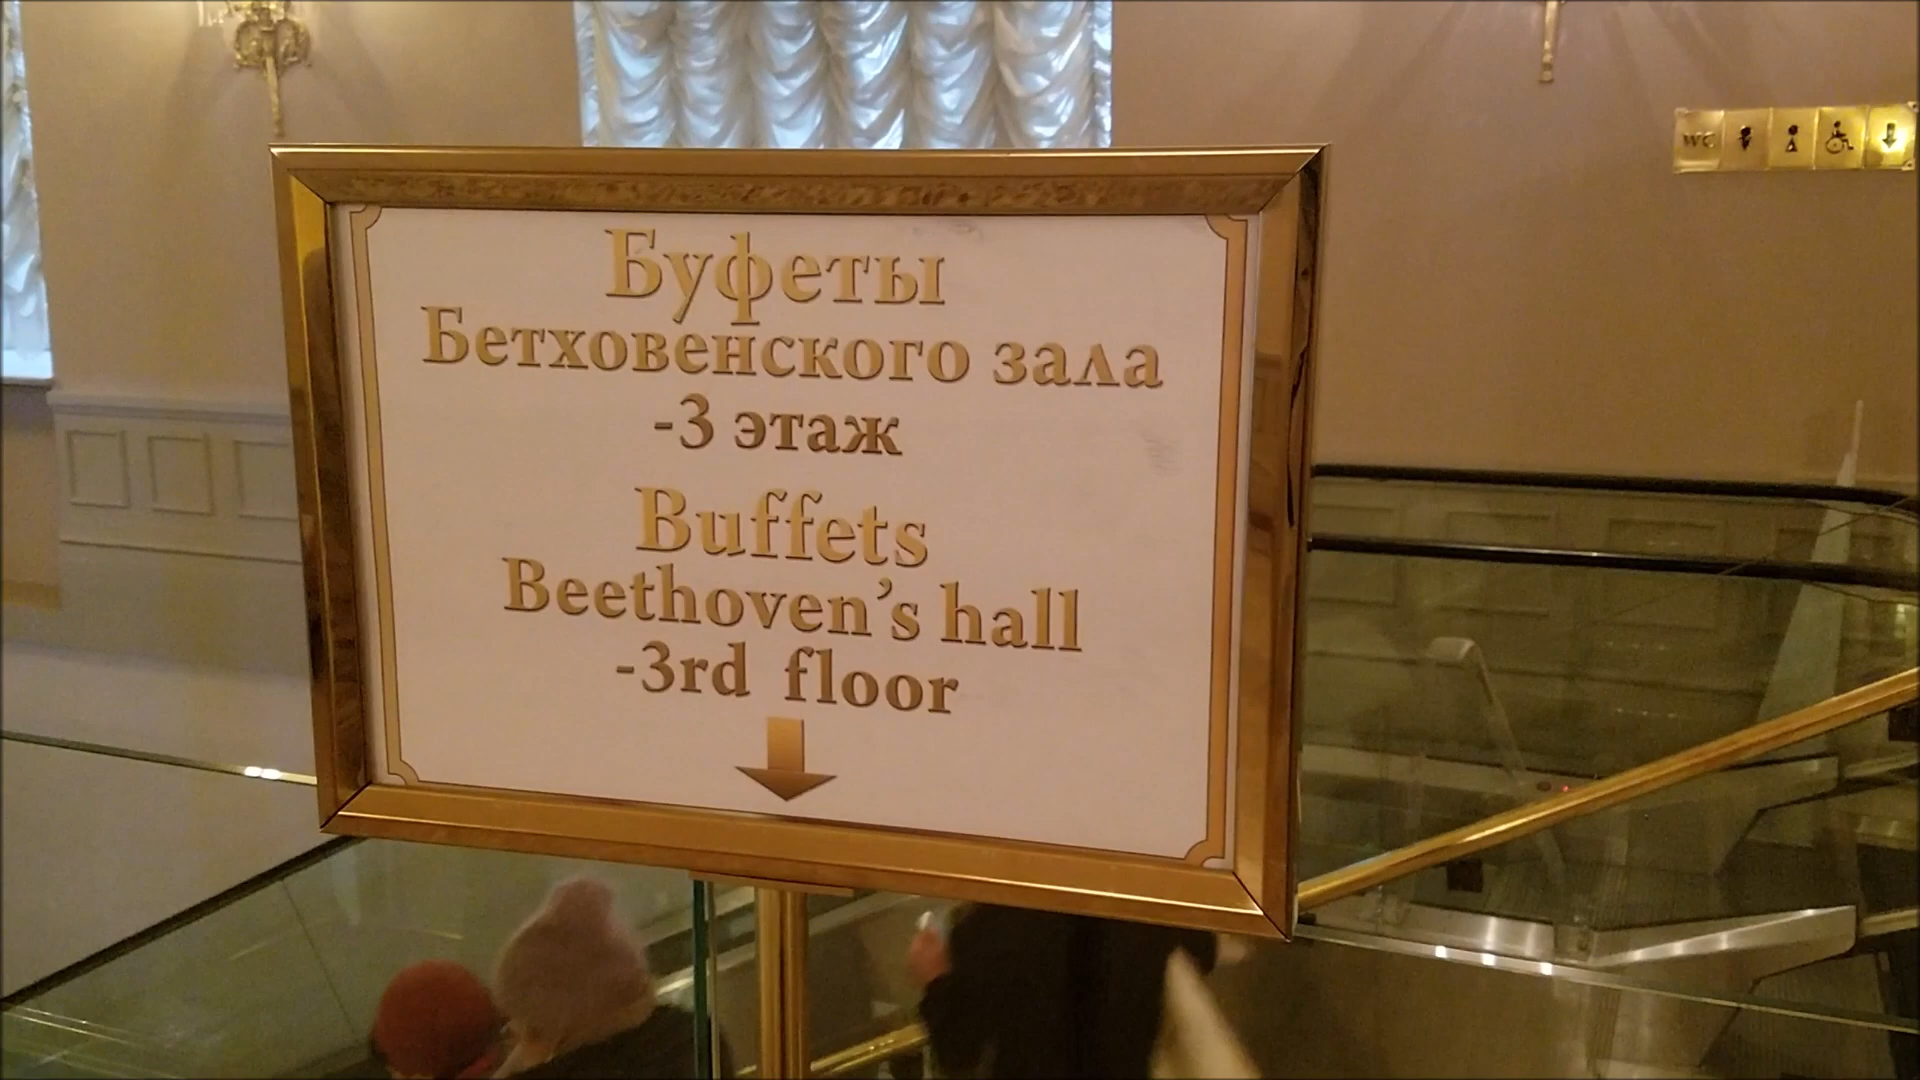 Буфеты
Бетховенского зала
-3 этаж
Buffets
Beethoven’s hall
-3rd floor
WC